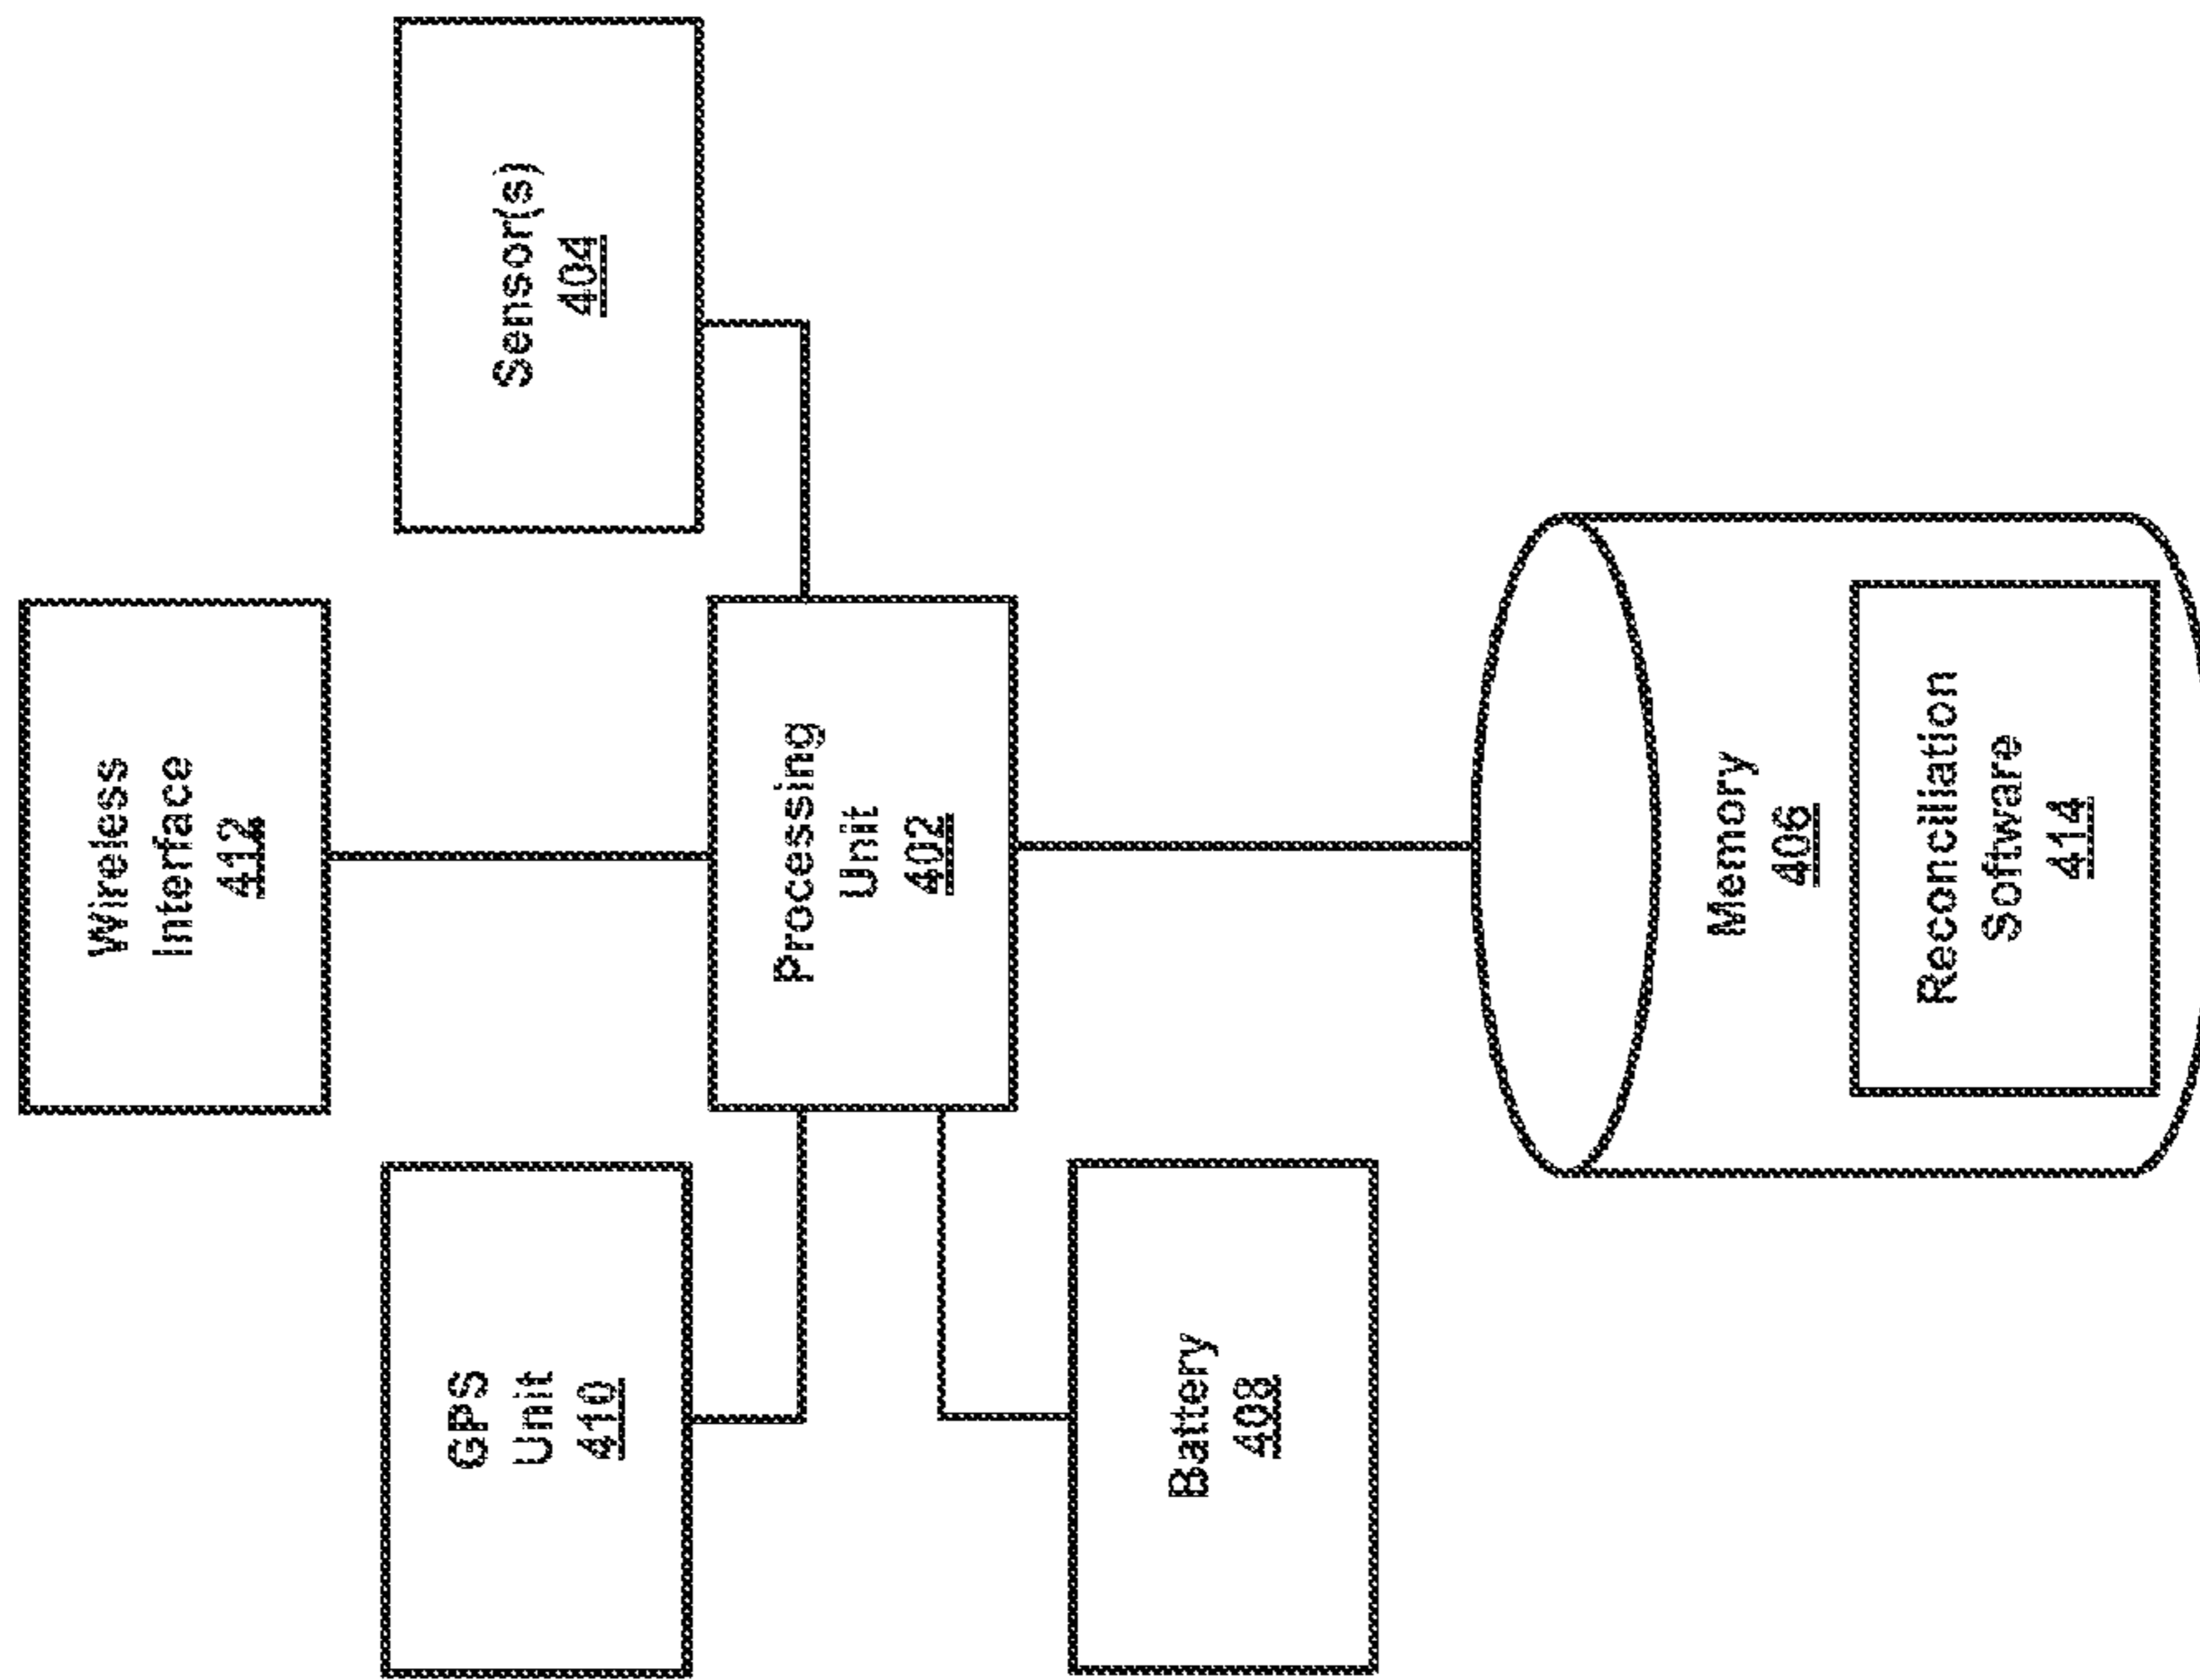 Wireless
Interface
412
Sensor(s)
404
GPS
Unit
410
Processing
Unit
402
Battery
408
Memory
406
Reconciliation
Software
414